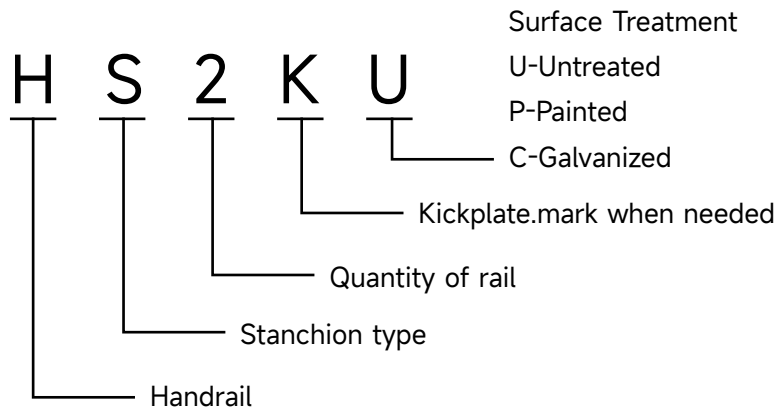 Surface Treatment
H S 2 K U
U-Untreated
P-Painted
C-Galvanized
Kickplate.mark when needed
Quantity of rail
Stanchion type
Handrail